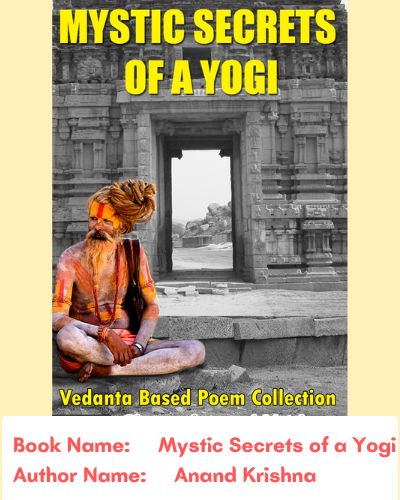 MYSTIC SECRETS
OF A YOGI
Vedanta Based Poem Collection
Book Name: Mystic Secrets of a Yogi
Author Name: Anand Krishna